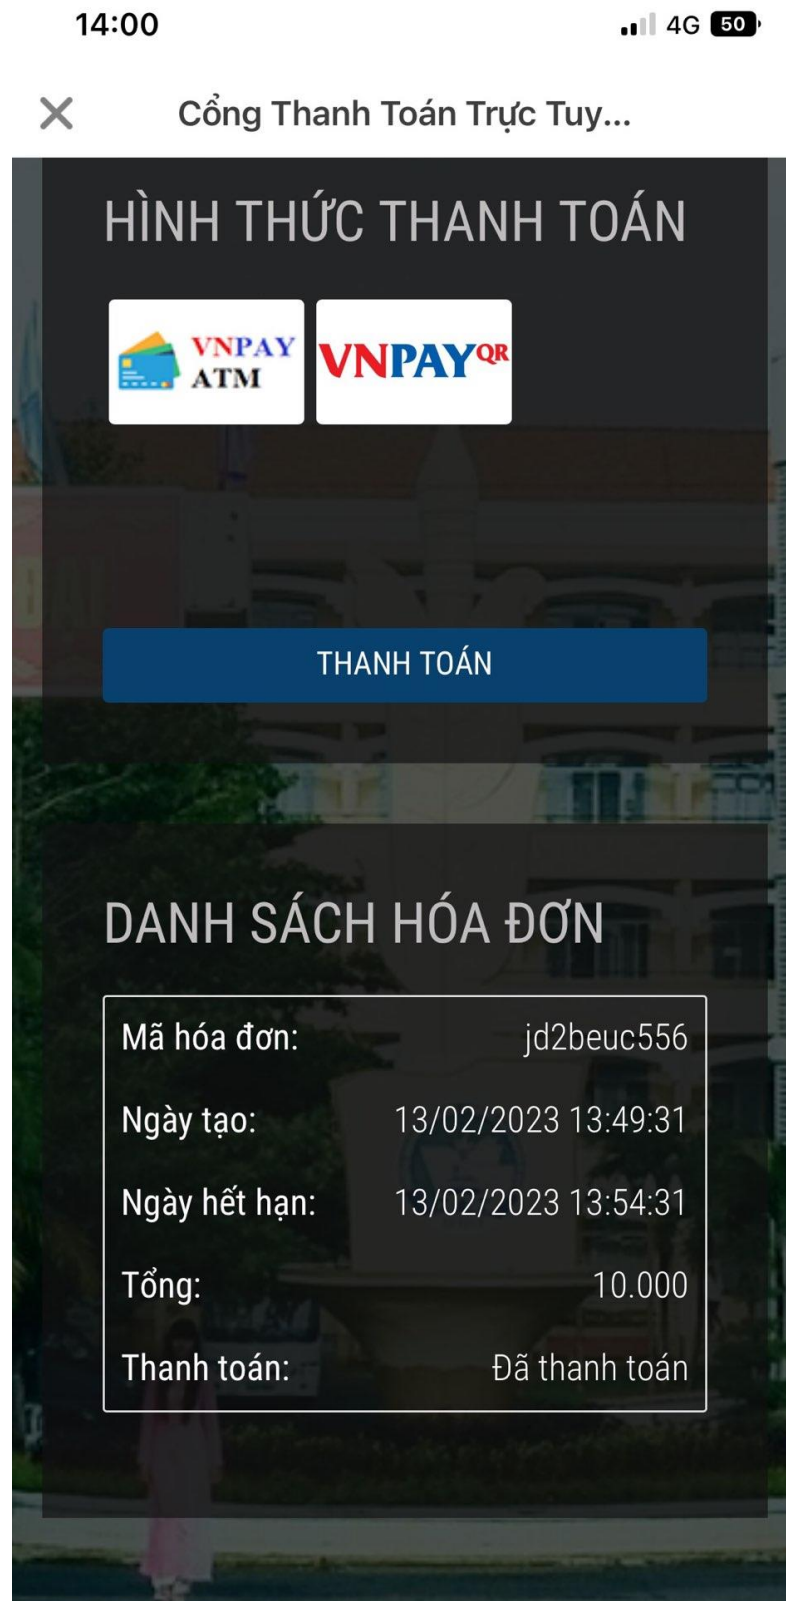 14:00
4G 50
Cổng Thanh Toán Trực Tuy...
HÌNH THỨC THANH TOÁN
VNPAY
ATM
VNPAYQR
THANH TOÁN
DANH SÁCH HÓA ĐƠN
Mã hóa đơn: jd2beuc556
Ngày tạo: 13/02/2023 13:49:31
Ngày hết hạn: 13/02/2023 13:54:31
Tổng: 10.000
Thanh toán: Đã thanh toán